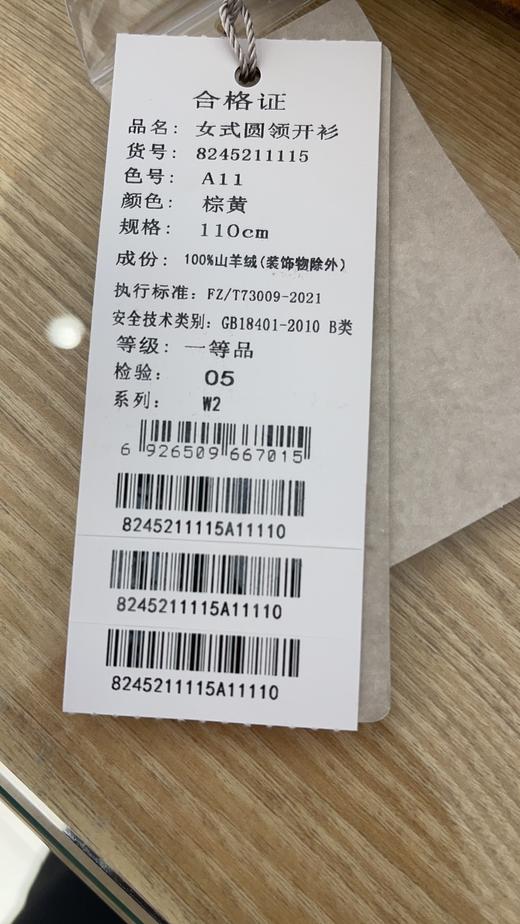 合格证
品名：女式圆领开衫
货号：8245211115
色号：A11
颜色：棕黄
规格：110cm
成份：100%山羊绒(装饰物除外)
执行标准：FZ/T73009-2021
安全技术类别：GB18401-2010 B类
等级：一等品
检验：05
系列：W2
6 926509 667015
8245211115A11110
8245211115A11110
8245211115A11110